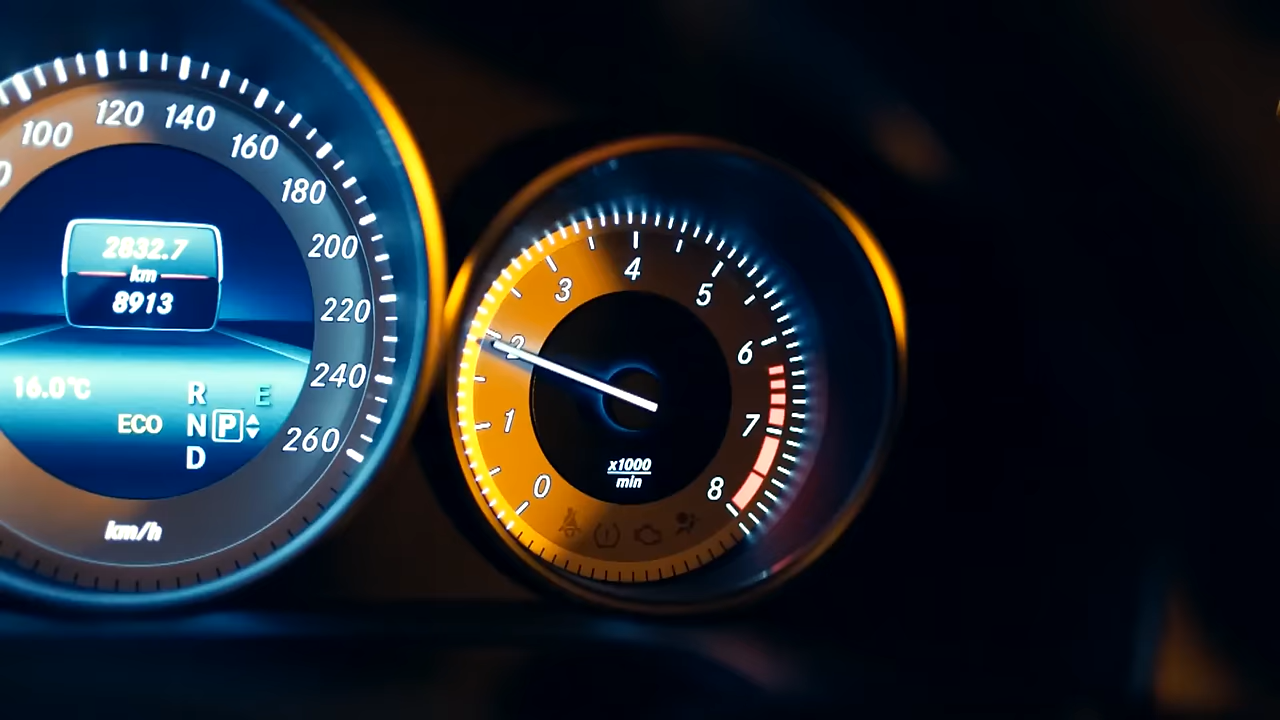 100 120 140 160 180 200 220 240 260
2832.7
km
8913
16.0°C
ECO
R
N P
D
E
km/h
0 1 2 3 4 5 6 7 8
x1000
min